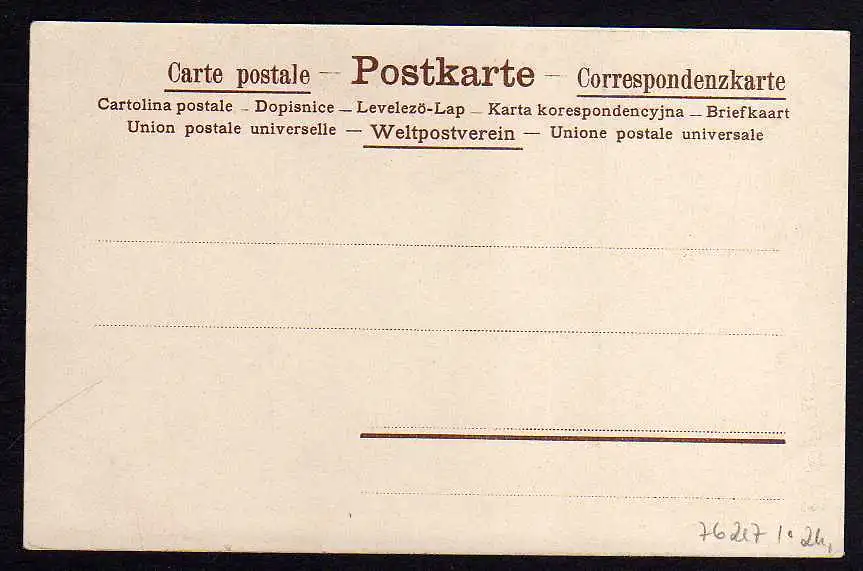 Carte postale — Postkarte — Correspondenzkarte
Cartolina postale – Dopisnice – Levelező-Lap – Karta korespondencyjna – Briefkaart
Union postale universelle — Weltpostverein — Unione postale universale